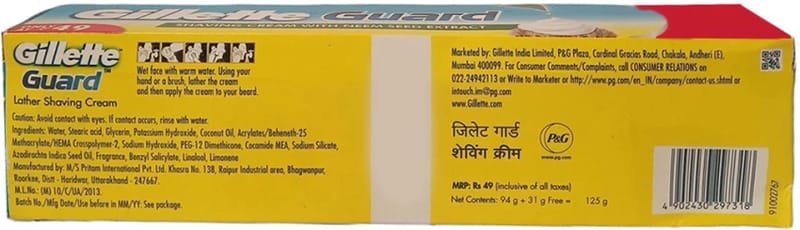 Gillette
Guard
SHAVING CREAM WITH NEEM SEED EXTRACT
49
Gillette
Guard™
Lather Shaving Cream
Wet face with warm water. Using your
hand or a brush, lather the cream
and then apply the cream to your beard.
Caution: Avoid contact with eyes. If contact occurs, rinse with water.
Ingredients: Water, Stearic acid, Glycerin, Potassium Hydroxide, Coconut Oil, Acrylates/Beheneth-25
Methacrylate/HEMA Crosspolymer-2, Sodium Hydroxide, PEG-12 Dimethicone, Cocamide MEA, Sodium Silicate,
Azadirachta Indica Seed Oil, Fragrance, Benzyl Salicylate, Linalool, Limonene
Manufactured by: M/S Pritam International Pvt. Ltd. Khasra No. 138, Raipur Industrial area, Bhagwanpur,
Roorkee, Distt - Haridwar, Uttarakhand - 247667.
M.L.No.: (M) 10/C/UA/2013.
Batch No./Mfg Date/Use in before in MM/YY: See package.
Marketed by: Gillette India Limited, P&G Plaza, Cardinal Gracias Road, Chakala, Andheri (E),
Mumbai 400099. For Consumer Comments/Complaints, call CONSUMER RELATIONS on
022-24942113 or Write to Marketer or http://www.pg.com/en_IN/company/contact-us.shtml or
intouch.im@pg.com
www.Gillette.com
जिलेट गार्ड
शेविंग क्रीम
P&G
www.pg.com
MRP: Rs 49 (inclusive of all taxes)
Net Contents: 94 g + 31 g Free = 125 g
4 902430 297318
91002767